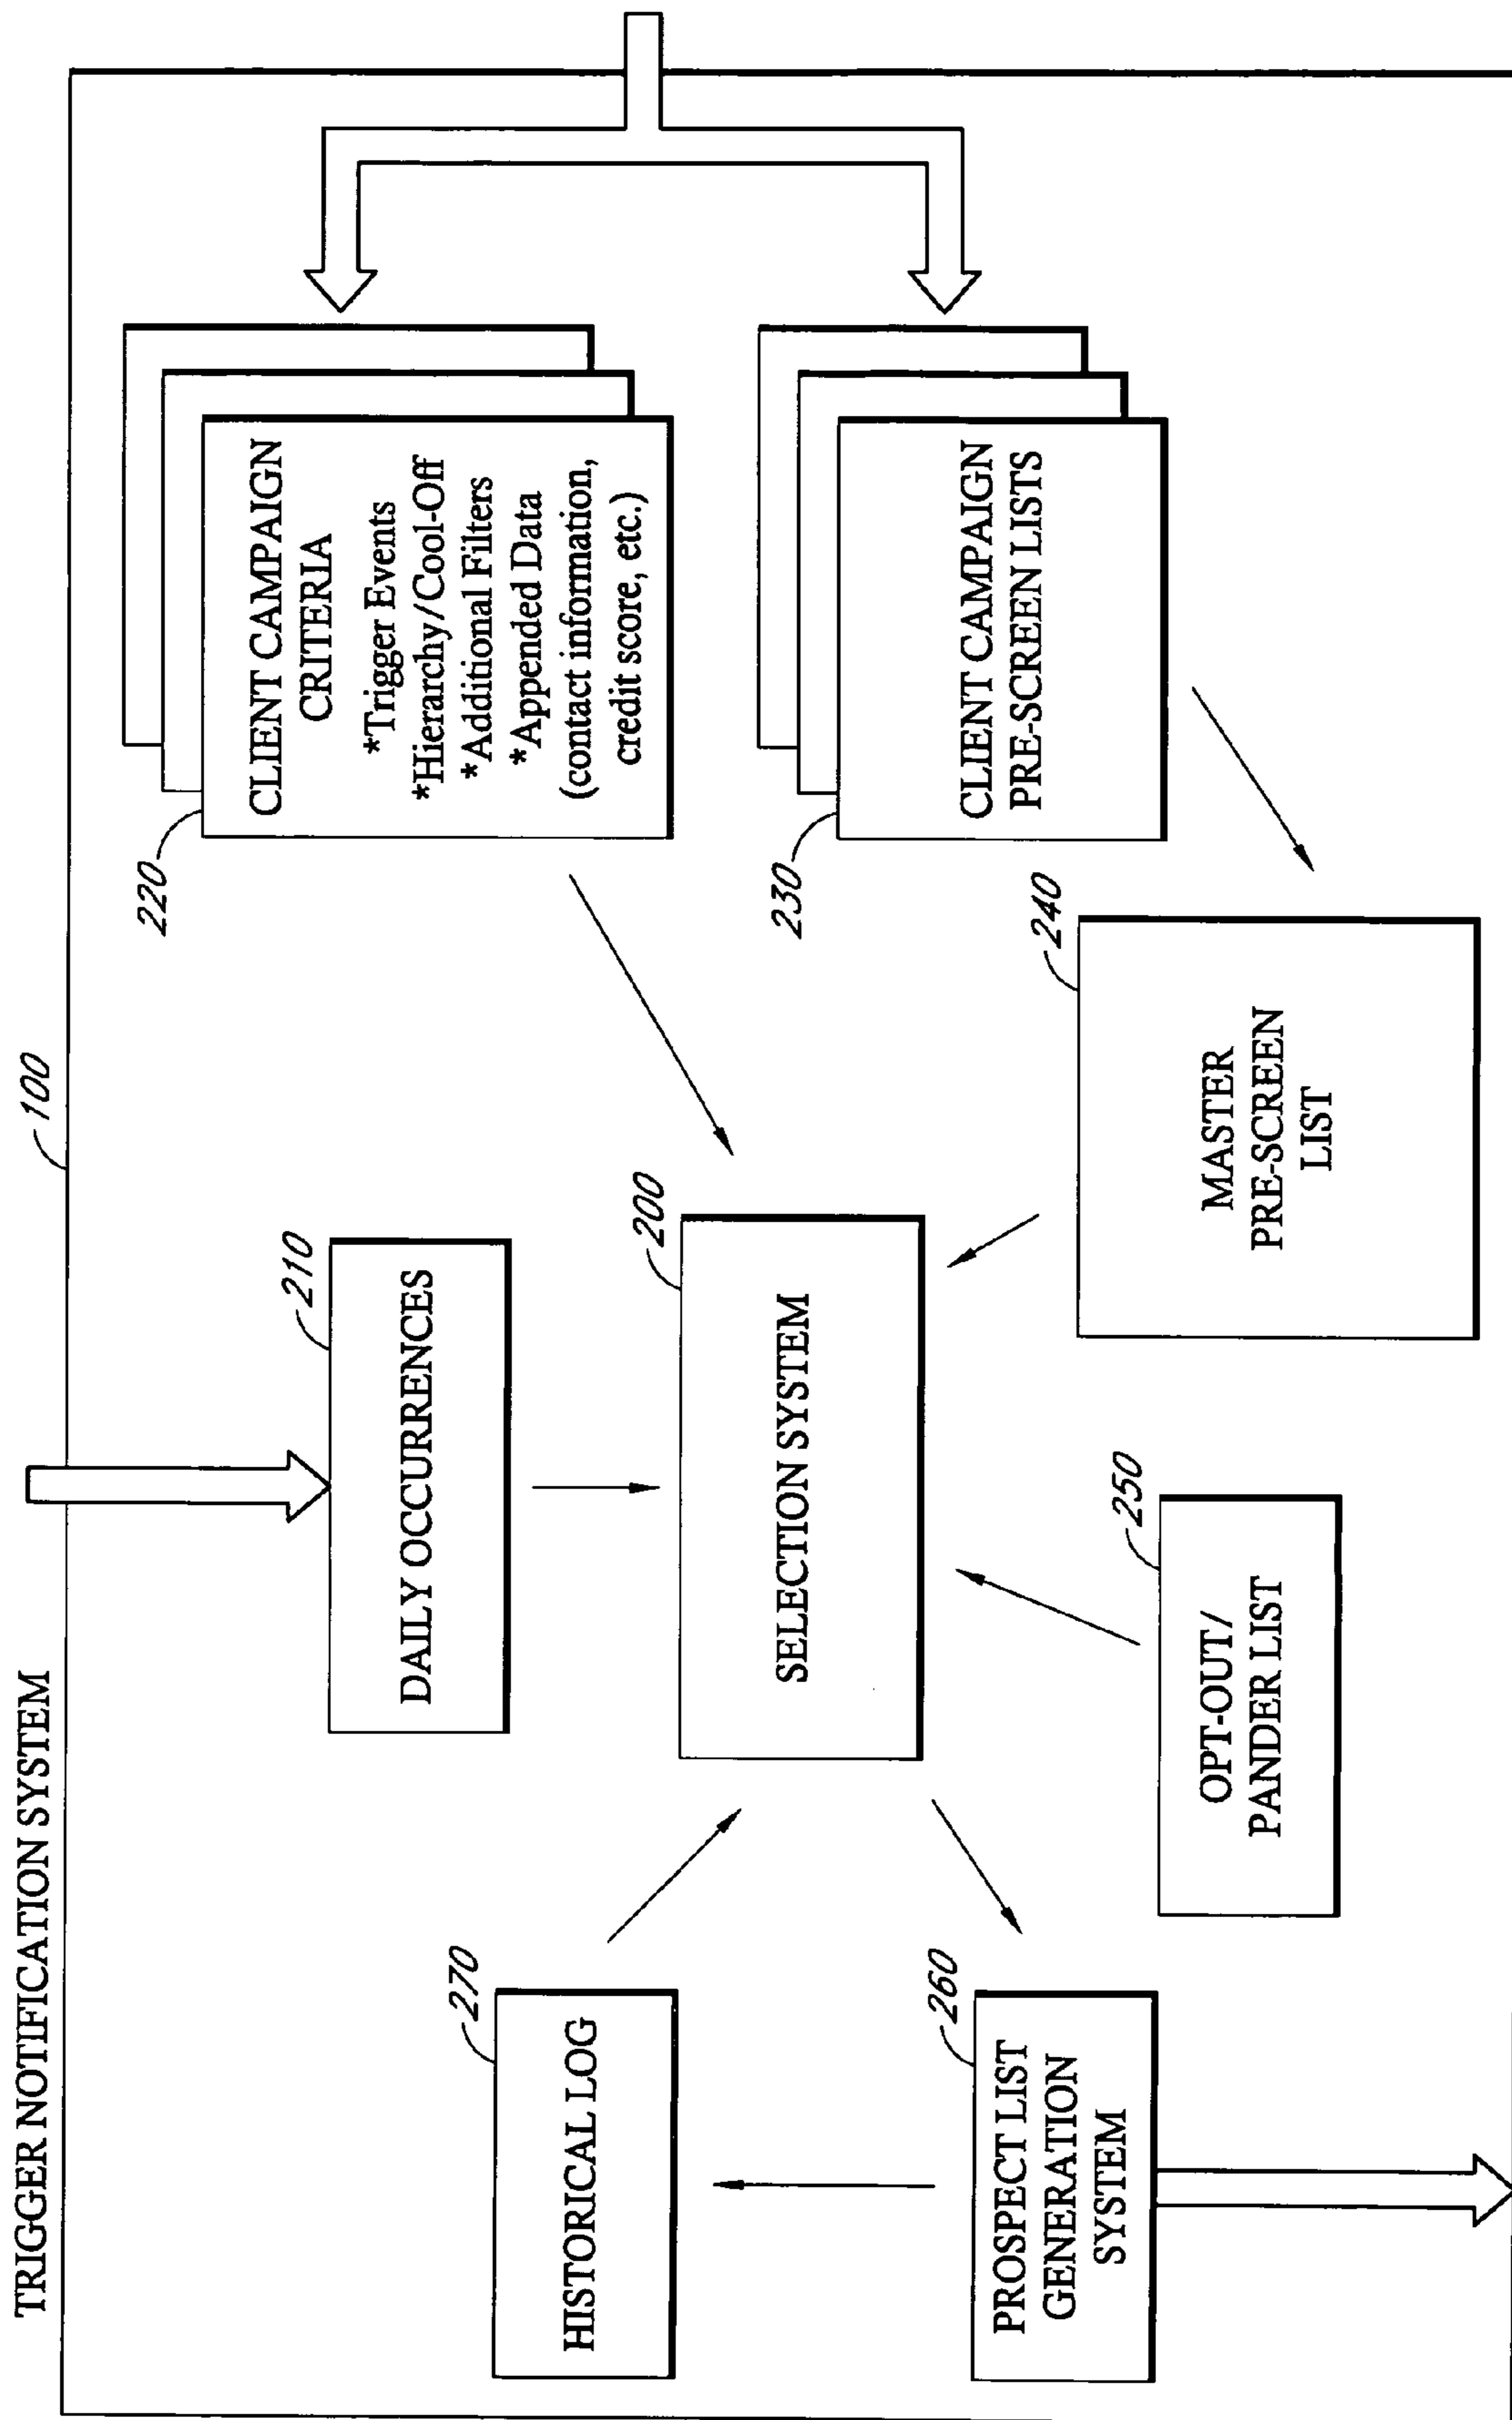 TRIGGER NOTIFICATION SYSTEM
100
210
DAILY OCCURRENCES
220
CLIENT CAMPAIGN
CRITERIA
*Trigger Events
*Hierarchy/Cool-Off
*Additional Filters
*Appended Data
(contact information,
credit score, etc.)
270
HISTORICAL LOG
200
SELECTION SYSTEM
230
CLIENT CAMPAIGN
PRE-SCREEN LISTS
260
PROSPECT LIST
GENERATION
SYSTEM
250
OPT-OUT/
PANDER LIST
240
MASTER
PRE-SCREEN
LIST